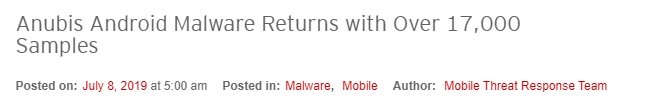 Anubis Android Malware Returns with Over 17,000
Samples
Posted on: July 8, 2019 at 5:00 am Posted in: Malware, Mobile Author: Mobile Threat Response Team